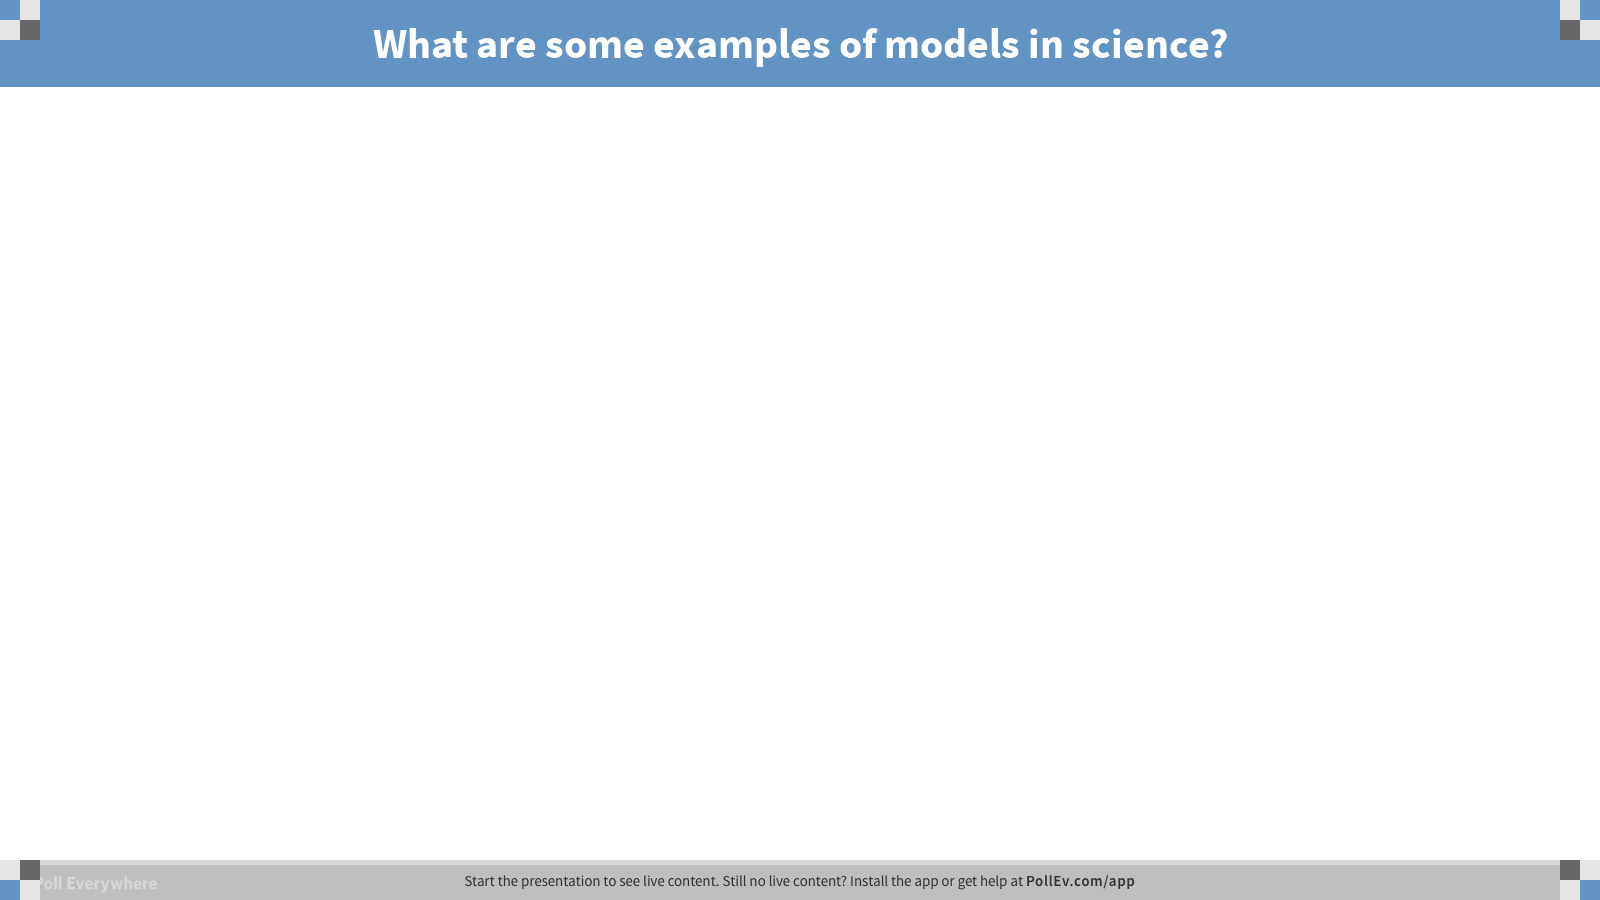 What are some examples of models in science?
Poll Everywhere
Start the presentation to see live content. Still no live content? Install the app or get help at PollEv.com/app